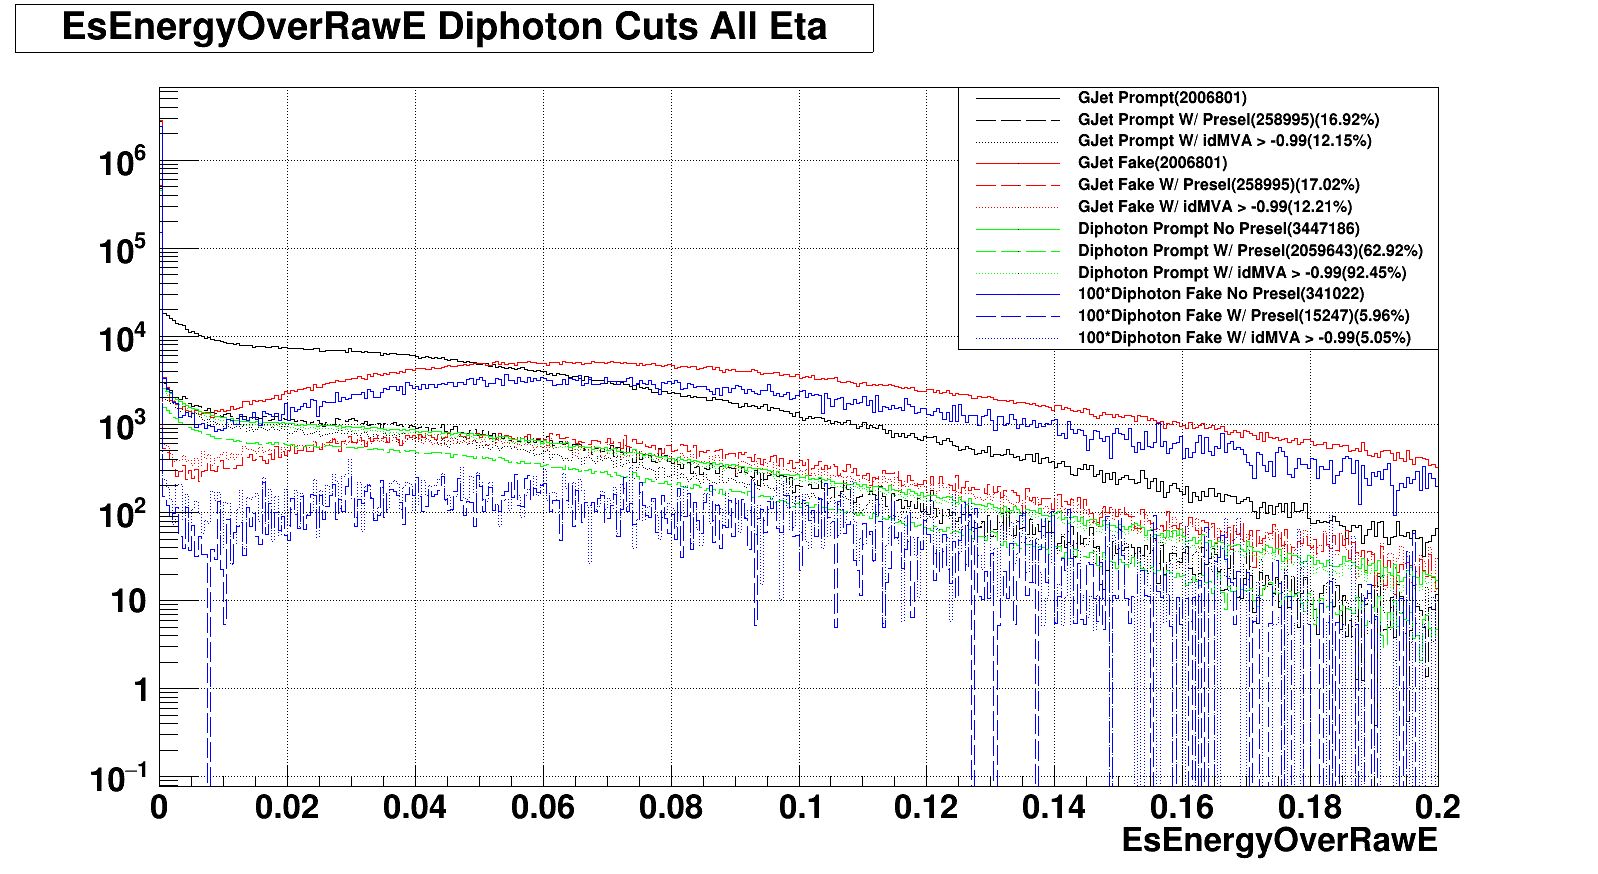 EsEnergyOverRawE Diphoton Cuts All Eta
GJet Prompt(2006801)
GJet Prompt W/ Presel(258995)(16.92%)
GJet Prompt W/ idMVA > -0.99(12.15%)
GJet Fake(2006801)
GJet Fake W/ Presel(258995)(17.02%)
GJet Fake W/ idMVA > -0.99(12.21%)
Diphoton Prompt No Presel(3447186)
Diphoton Prompt W/ Presel(2059643)(62.92%)
Diphoton Prompt W/ idMVA > -0.99(92.45%)
100*Diphoton Fake No Presel(341022)
100*Diphoton Fake W/ Presel(15247)(5.96%)
100*Diphoton Fake W/ idMVA > -0.99(5.05%)
10⁶
10⁵
10⁴
10³
10²
10
1
10⁻¹
0 0.02 0.04 0.06 0.08 0.1 0.12 0.14 0.16 0.18 0.2
EsEnergyOverRawE